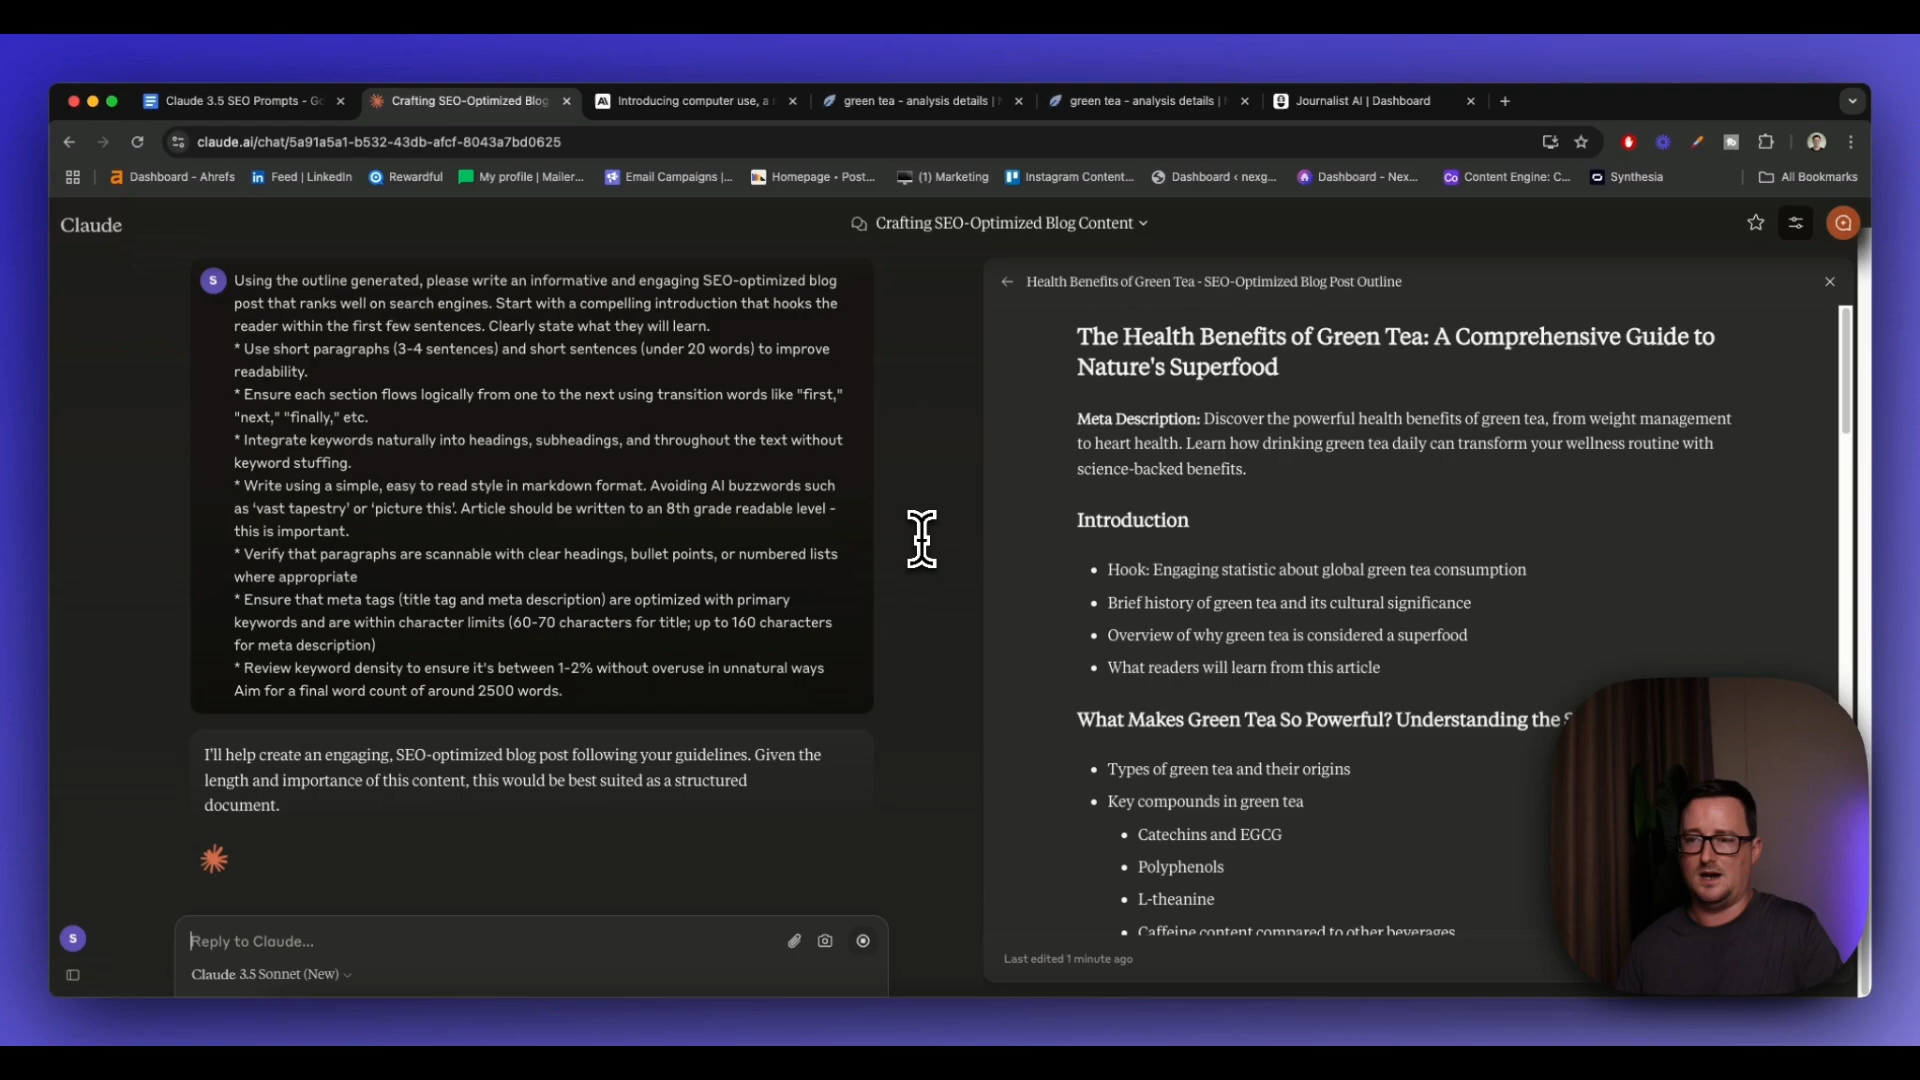 Claude 3.5 SEO Prompts - Go
Crafting SEO-Optimized Blog
Introducing computer use, a
green tea - analysis details |
green tea - analysis details |
Journalist AI | Dashboard
claude.ai/chat/5a91a5a1-b532-43db-afcf-8043a7bd0625
Dashboard - Ahrefs
Feed | LinkedIn
Rewardful
My profile | Mailer...
Email Campaigns |...
Homepage • Post...
(1) Marketing
Instagram Content...
Dashboard ‹ nexg...
Dashboard - Nex...
Co Content Engine: C...
Synthesia
All Bookmarks
Claude
Crafting SEO-Optimized Blog Content
S
Using the outline generated, please write an informative and engaging SEO-optimized blog
post that ranks well on search engines. Start with a compelling introduction that hooks the
reader within the first few sentences. Clearly state what they will learn.
* Use short paragraphs (3-4 sentences) and short sentences (under 20 words) to improve
readability.
* Ensure each section flows logically from one to the next using transition words like "first,"
"next," "finally," etc.
* Integrate keywords naturally into headings, subheadings, and throughout the text without
keyword stuffing.
* Write using a simple, easy to read style in markdown format. Avoiding AI buzzwords such
as ‘vast tapestry’ or ‘picture this’. Article should be written to an 8th grade readable level -
this is important.
* Verify that paragraphs are scannable with clear headings, bullet points, or numbered lists
where appropriate
* Ensure that meta tags (title tag and meta description) are optimized with primary
keywords and are within character limits (60-70 characters for title; up to 160 characters
for meta description)
* Review keyword density to ensure it's between 1-2% without overuse in unnatural ways
Aim for a final word count of around 2500 words.
I'll help create an engaging, SEO-optimized blog post following your guidelines. Given the
length and importance of this content, this would be best suited as a structured
document.
Reply to Claude...
Claude 3.5 Sonnet (New)
S
Health Benefits of Green Tea - SEO-Optimized Blog Post Outline
The Health Benefits of Green Tea: A Comprehensive Guide to
Nature's Superfood
Meta Description: Discover the powerful health benefits of green tea, from weight management
to heart health. Learn how drinking green tea daily can transform your wellness routine with
science-backed benefits.
Introduction
• Hook: Engaging statistic about global green tea consumption
• Brief history of green tea and its cultural significance
• Overview of why green tea is considered a superfood
• What readers will learn from this article
What Makes Green Tea So Powerful? Understanding the S
• Types of green tea and their origins
• Key compounds in green tea
• Catechins and EGCG
• Polyphenols
• L-theanine
• Caffeine content compared to other beverages
Last edited 1 minute ago